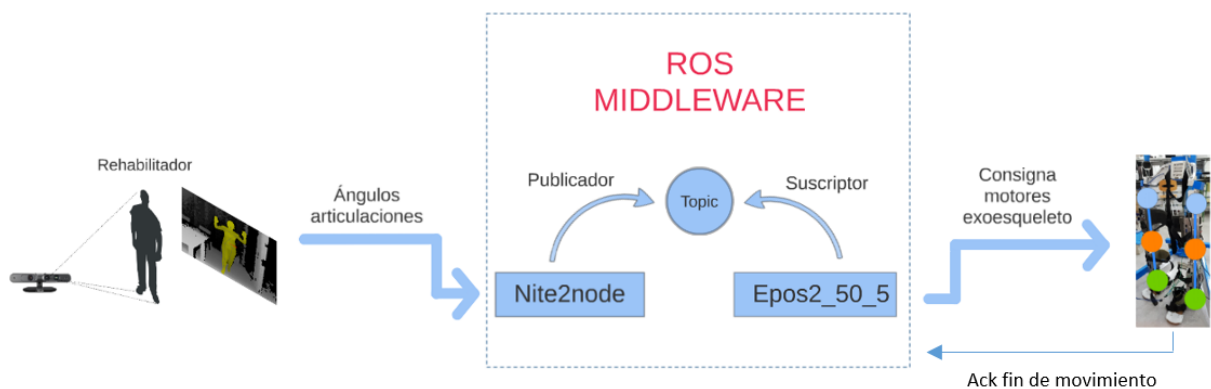 ROS
MIDDLEWARE
Rehabilitador
Ángulos
articulaciones
Publicador
Topic
Suscriptor
Nite2node
Epos2_50_5
Consigna
motores
exoesqueleto
Ack fin de movimiento